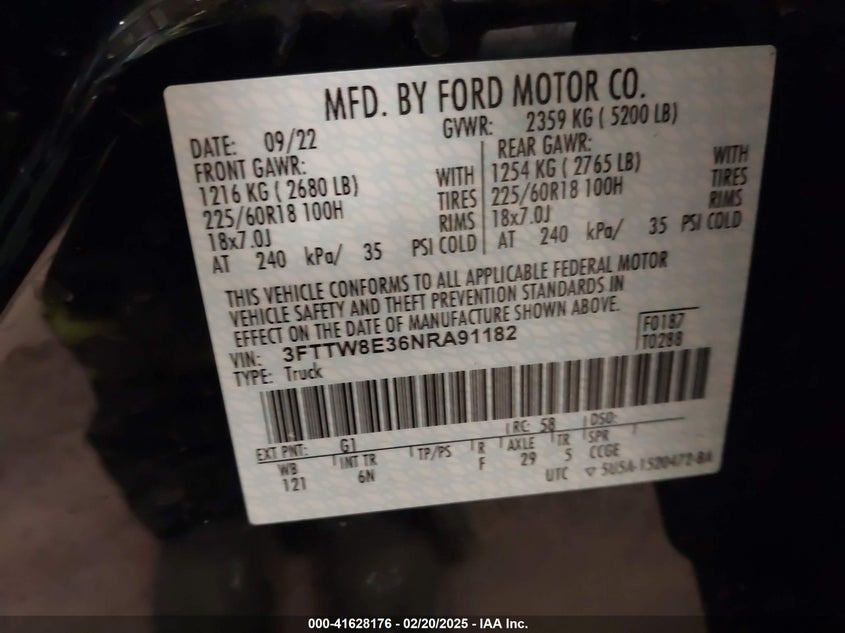 MFD. BY FORD MOTOR CO.
DATE: 09/22 GVWR: 2359 KG ( 5200 LB)
FRONT GAWR: REAR GAWR:
1216 KG ( 2680 LB) WITH 1254 KG ( 2765 LB) WITH
225/60R18 100H TIRES 225/60R18 100H TIRES
18x7.0J RIMS 18x7.0J RIMS
AT 240 kPa/ 35 PSI COLD AT 240 kPa/ 35 PSI COLD
THIS VEHICLE CONFORMS TO ALL APPLICABLE FEDERAL MOTOR
VEHICLE SAFETY AND THEFT PREVENTION STANDARDS IN
EFFECT ON THE DATE OF MANUFACTURE SHOWN ABOVE.
VIN: 3FTTW8E36NRA91182 F0187
TYPE: Truck T0288
EXT PNT: G1 RC: 58 DSO:
WB INT TR TP/PS R AXLE TR SPR
121 6N F 29 5 CCGE
UTC ▽ 5U5A-1520472-BA
000-41628176 - 02/20/2025 - IAA Inc.